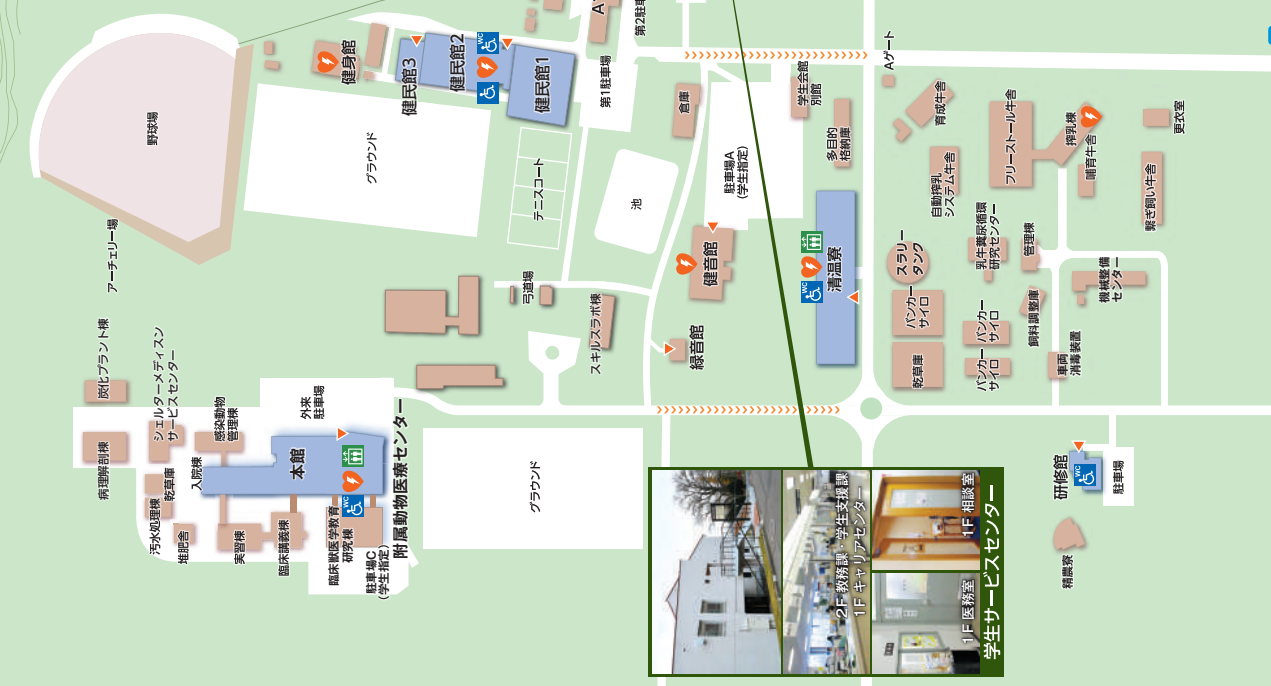 野球場
アーチェリー場
グラウンド
健身館
健民館3
健民館2
WC
健民館1
テニスコート
第1駐車場
第2駐車
池
弓道場
スキルスラボ棟
倉庫
駐車場A
(学生指定)
健音館
緑音館
学生会館
別館
多目的
格納庫
WC
清温寮
Aゲート
育成牛舎
自動搾乳
システム牛舎
フリーストール牛舎
搾乳棟
哺育牛舎
更衣室
繋ぎ飼い牛舎
スラリー
タンク
乳牛糞尿循環
研究センター
管理棟
機械整備
センター
バンカー
サイロ
バンカー
サイロ
バンカー
サイロ
乾草庫
飼料調整庫
車両
消毒装置
炭化プラント棟
シェルターメディスン
サービスセンター
病理解剖棟
感染動物
管理棟
外来
駐車場
入院棟
乾草庫
本館
WC
附属動物医療センター
汚水処理棟
堆肥舎
実習棟
臨床講義棟
臨床獣医学教育
研究棟
駐車場C
(学生指定)
グラウンド
2F 教務課・学生支援課
1F キャリアセンター
1F 医務室
1F 相談室
学生サービスセンター
研修館
WC
駐車場
精農寮